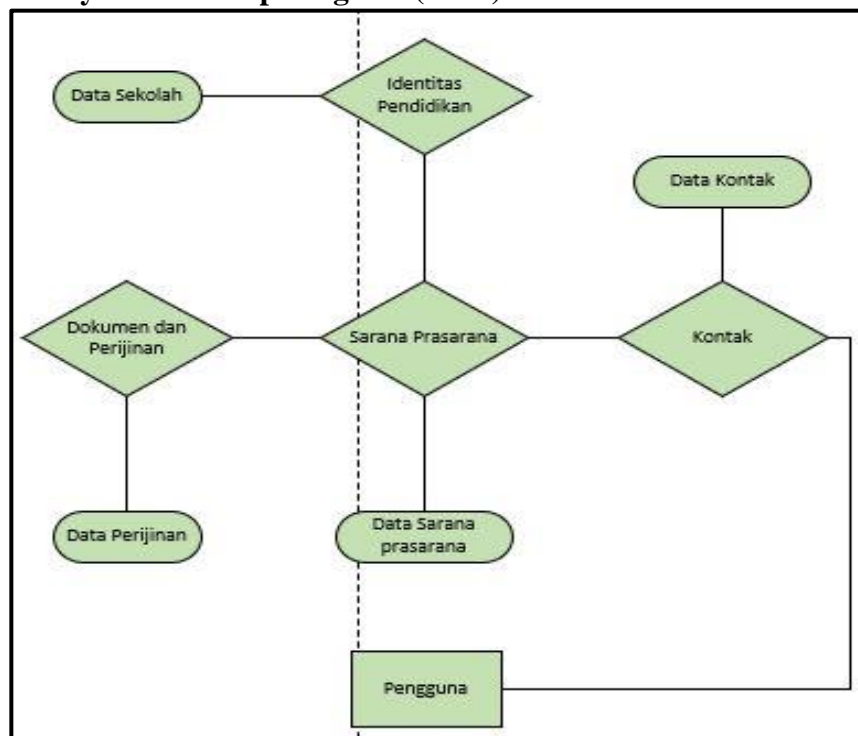 Identitas
Pendidikan
Data Sekolah
Data Kontak
Dokumen dan
Perijinan
Sarana Prasarana
Kontak
Data Perijinan
Data Sarana
prasarana
Pengguna